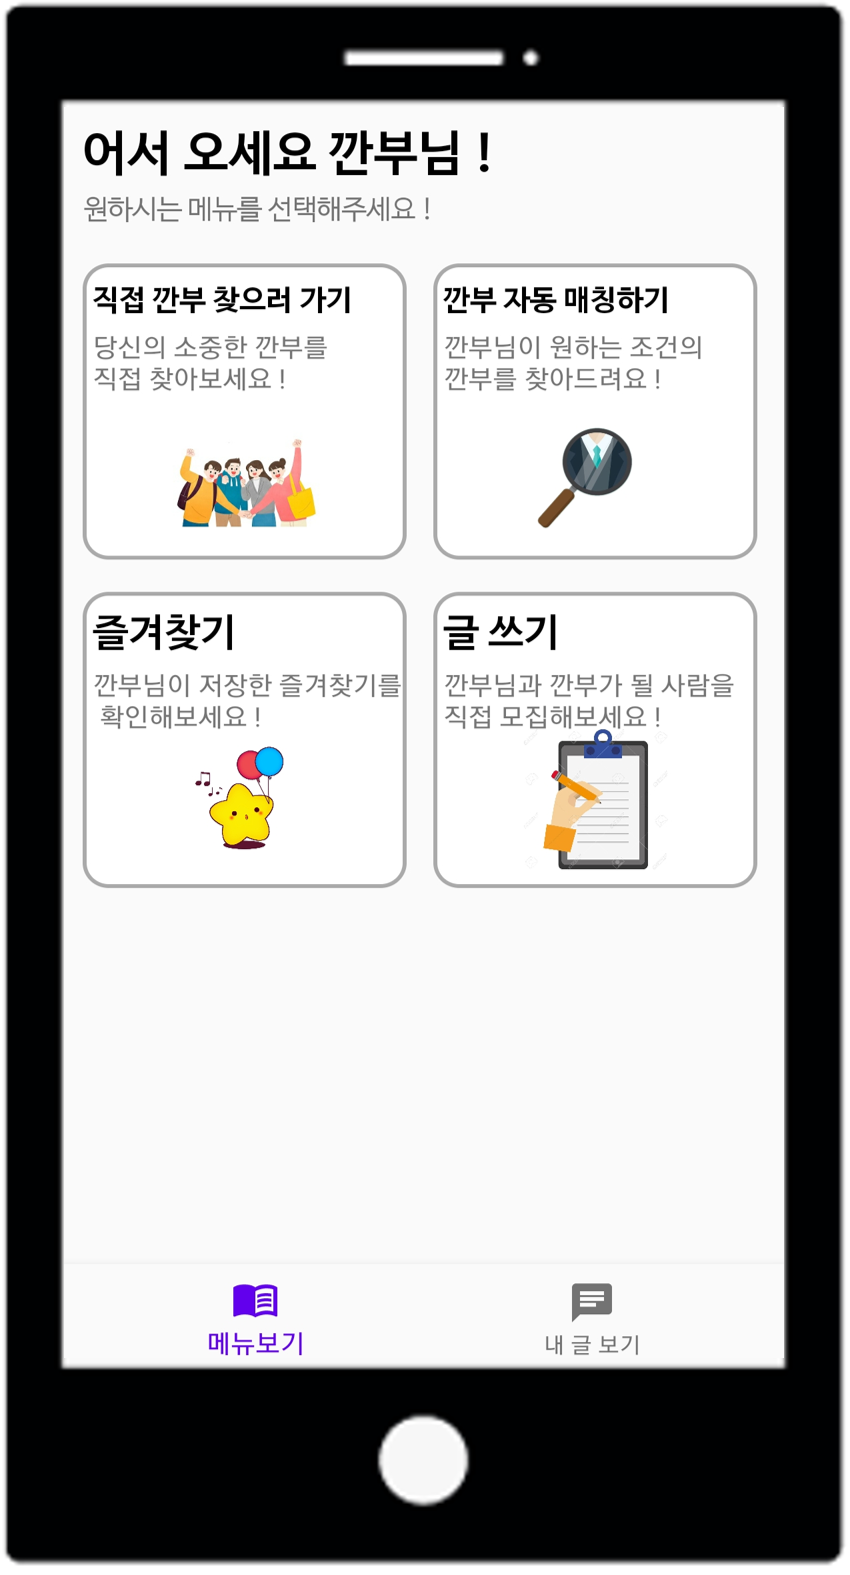 어서 오세요 깐부님 !
원하시는 메뉴를 선택해주세요 !
직접 깐부 찾으러 가기
당신의 소중한 깐부를
직접 찾아보세요 !
깐부 자동 매칭하기
깐부님이 원하는 조건의
깐부를 찾아드려요 !
즐겨찾기
깐부님이 저장한 즐겨찾기를
확인해보세요 !
글 쓰기
깐부님과 깐부가 될 사람을
직접 모집해보세요 !
메뉴보기
내 글 보기